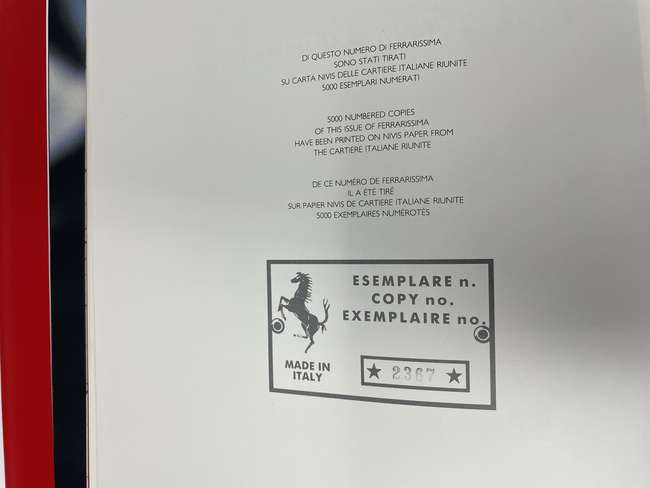 DI QUESTO NUMERO DI FERRARISSIMA
SONO STATI TIRATI
SU CARTA NIVIS DELLE CARTIERE ITALIANE RIUNITE
5000 ESEMPLARI NUMERATI
5000 NUMBERED COPIES
OF THIS ISSUE OF FERRARISSIMA
HAVE BEEN PRINTED ON NIVIS PAPER FROM
THE CARTIERE ITALIANE RIUNITE
DE CE NUMÉRO DE FERRARISSIMA
IL A ÉTÉ TIRÉ
SUR PAPIER NIVIS DE CARTIERE ITALIANE RIUNITE
5000 EXEMPLAIRES NUMÉROTÉS
ESEMPLARE n.
COPY no.
EXEMPLAIRE no.
MADE IN
ITALY
★ 2367 ★